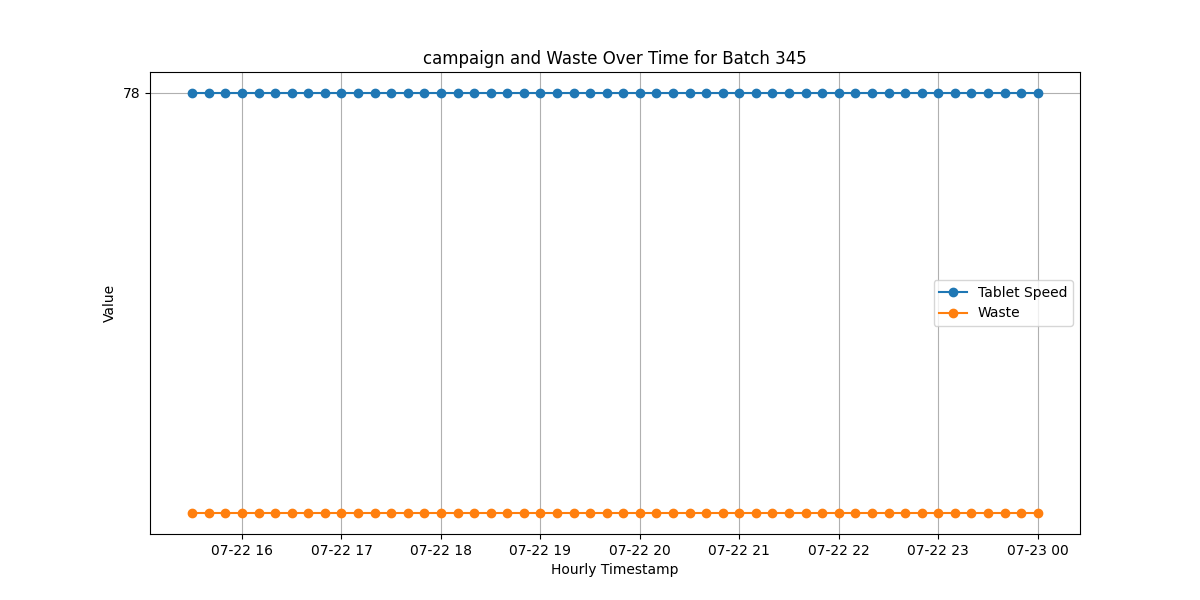 campaign and Waste Over Time for Batch 345
78
Value
Tablet Speed
Waste
07-22 16 07-22 17 07-22 18 07-22 19 07-22 20 07-22 21 07-22 22 07-22 23 07-23 00
Hourly Timestamp